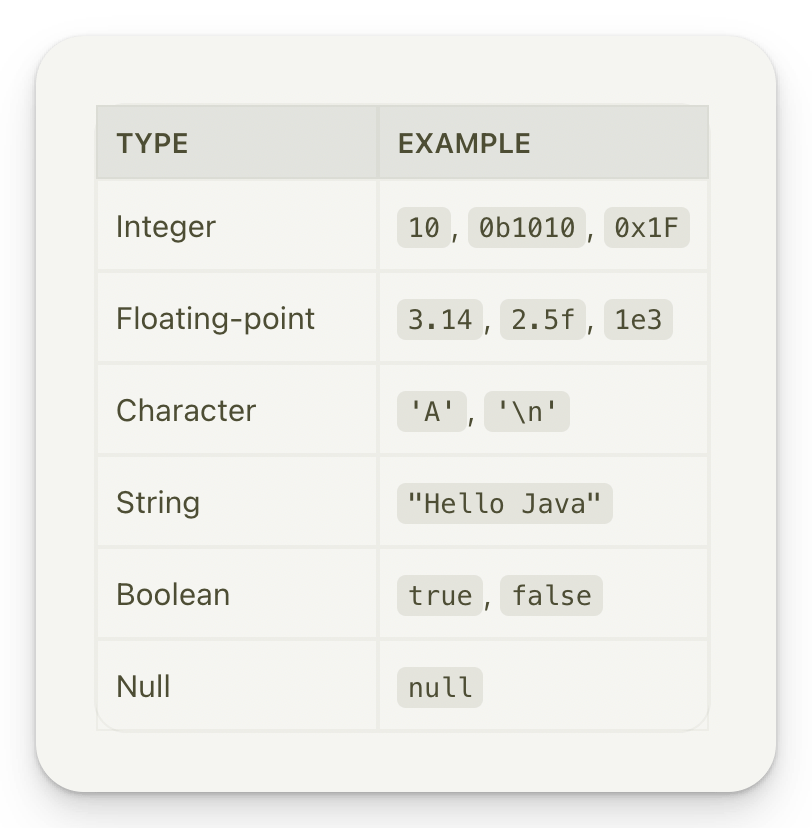 TYPE EXAMPLE
Integer 10, 0b1010, 0x1F
Floating-point 3.14, 2.5f, 1e3
Character 'A', '\n'
String "Hello Java"
Boolean true, false
Null null